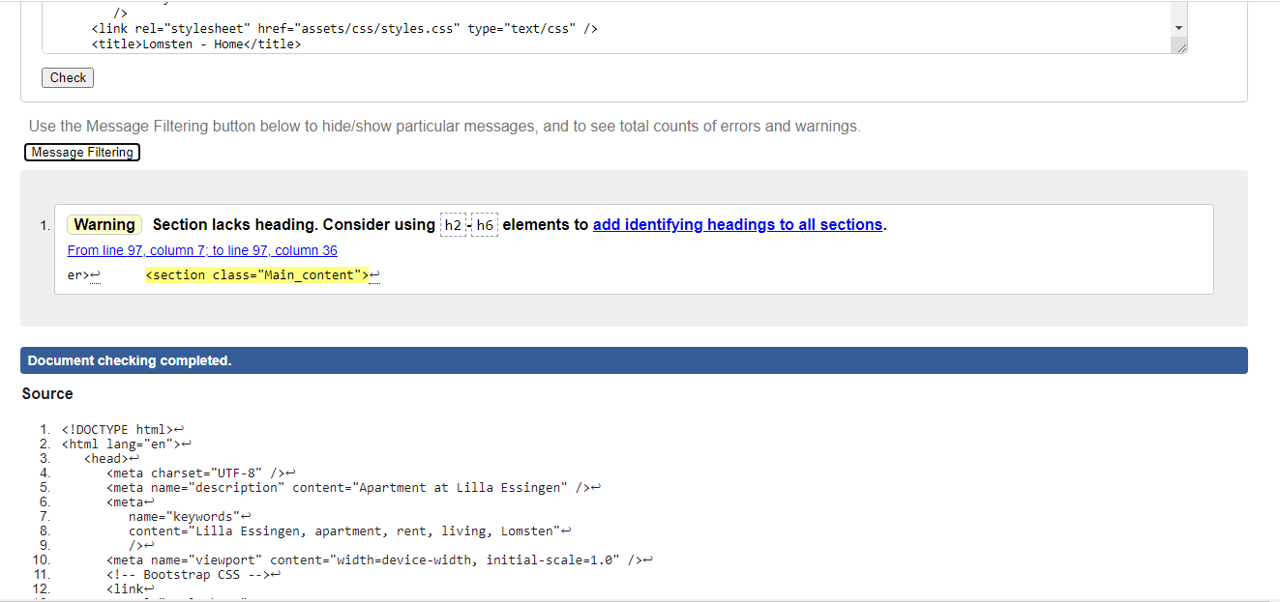 />
<link rel="stylesheet" href="assets/css/styles.css" type="text/css" />
<title>Lomsten - Home</title>
Check
Use the Message Filtering button below to hide/show particular messages, and to see total counts of errors and warnings.
Message Filtering
1. Warning Section lacks heading. Consider using h2-h6 elements to add identifying headings to all sections.
From line 97, column 7; to line 97, column 36
er>↩ <section class="Main_content">↩
Document checking completed.
Source
1. <!DOCTYPE html>↩
2. <html lang="en">↩
3. <head>↩
4. <meta charset="UTF-8" />↩
5. <meta name="description" content="Apartment at Lilla Essingen" />↩
6. <meta↩
7. name="keywords"↩
8. content="Lilla Essingen, apartment, rent, living, Lomsten"↩
9. />↩
10. <meta name="viewport" content="width=device-width, initial-scale=1.0" />↩
11. <!-- Bootstrap CSS -->↩
12. <link↩